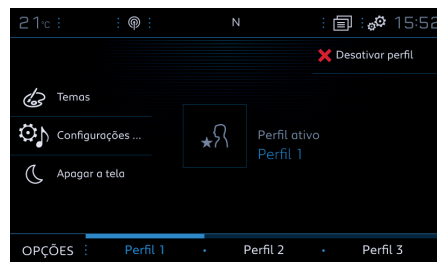 21°C N 15:52
Desativar perfil
Temas
Configurações ...
Perfil ativo
Perfil 1
Apagar a tela
OPÇÕES Perfil 1 Perfil 2 Perfil 3